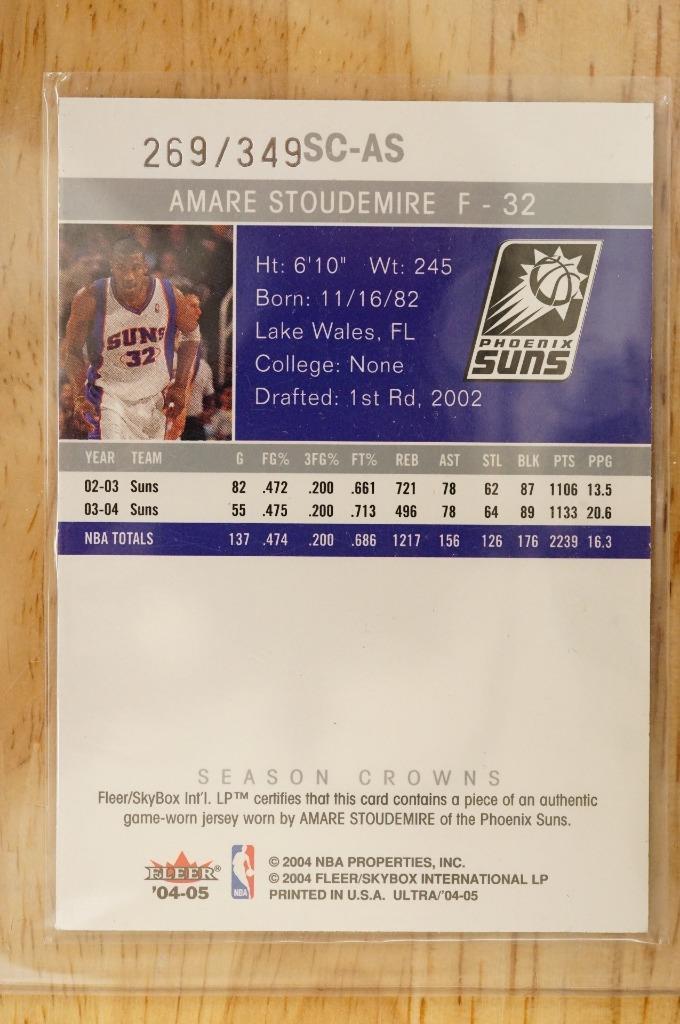 269/349 SC-AS
AMARE STOUDEMIRE F - 32
SUNS
32
Ht: 6'10" Wt: 245
Born: 11/16/82
Lake Wales, FL
College: None
Drafted: 1st Rd, 2002
PHOENIX
SUNS
YEAR TEAM G FG% 3FG% FT% REB AST STL BLK PTS PPG
02-03 Suns 82 .472 .200 .661 721 78 62 87 1106 13.5
03-04 Suns 55 .475 .200 .713 496 78 64 89 1133 20.6
NBA TOTALS 137 .474 .200 .686 1217 156 126 176 2239 16.3
SEASON CROWNS
Fleer/SkyBox Int'l. LP™ certifies that this card contains a piece of an authentic
game-worn jersey worn by AMARE STOUDEMIRE of the Phoenix Suns.
FLEER®
'04-05
NBA
© 2004 NBA PROPERTIES, INC.
© 2004 FLEER/SKYBOX INTERNATIONAL LP
PRINTED IN U.S.A. ULTRA/'04-05